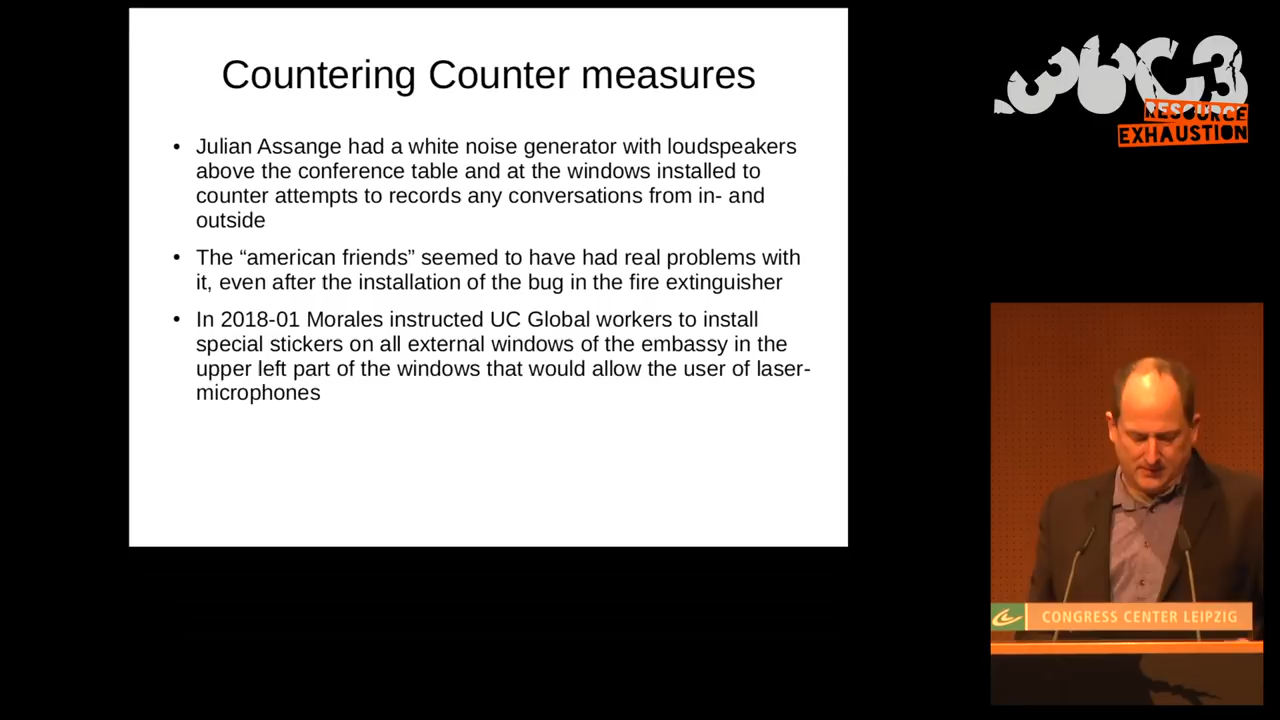 Countering Counter measures
• Julian Assange had a white noise generator with loudspeakers
above the conference table and at the windows installed to
counter attempts to records any conversations from in- and
outside
• The “american friends” seemed to have had real problems with
it, even after the installation of the bug in the fire extinguisher
• In 2018-01 Morales instructed UC Global workers to install
special stickers on all external windows of the embassy in the
upper left part of the windows that would allow the user of laser-
microphones
36C3
RESOURCE
EXHAUSTION
CONGRESS CENTER LEIPZIG